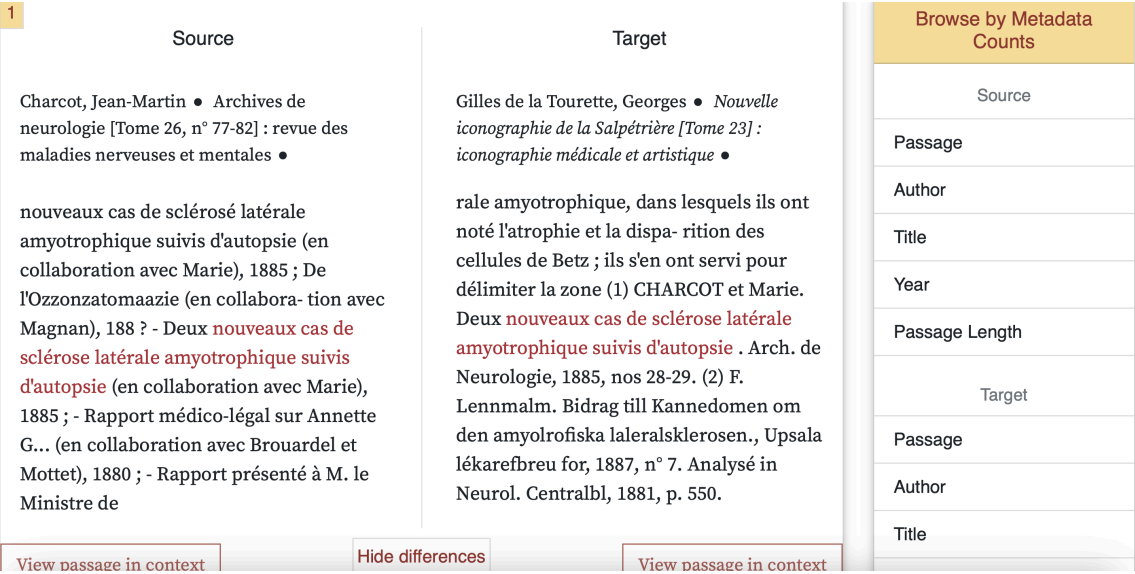 1
Source
Charcot, Jean-Martin ● Archives de
neurologie [Tome 26, n° 77-82] : revue des
maladies nerveuses et mentales ●
nouveaux cas de sclérosé latérale
amyotrophique suivis d'autopsie (en
collaboration avec Marie), 1885 ; De
l'Ozzonzatomaazie (en collabora- tion avec
Magnan), 188 ? - Deux nouveaux cas de
sclérose latérale amyotrophique suivis
d'autopsie (en collaboration avec Marie),
1885 ; - Rapport médico-légal sur Annette
G... (en collaboration avec Brouardel et
Mottet), 1880 ; - Rapport présenté à M. le
Ministre de
View passage in context
Hide differences
Target
Gilles de la Tourette, Georges ● Nouvelle
iconographie de la Salpétrière [Tome 23] :
iconographie médicale et artistique ●
rale amyotrophique, dans lesquels ils ont
noté l'atrophie et la dispa- rition des
cellules de Betz ; ils s'en ont servi pour
délimiter la zone (1) CHARCOT et Marie.
Deux nouveaux cas de sclérose latérale
amyotrophique suivis d'autopsie . Arch. de
Neurologie, 1885, nos 28-29. (2) F.
Lennmalm. Bidrag till Kannedomen om
den amyolrofiska laleralsklerosen., Upsala
lékarefbreu for, 1887, n° 7. Analysé in
Neurol. Centralbl, 1881, p. 550.
View passage in context
Browse by Metadata
Counts
Source
Passage
Author
Title
Year
Passage Length
Target
Passage
Author
Title